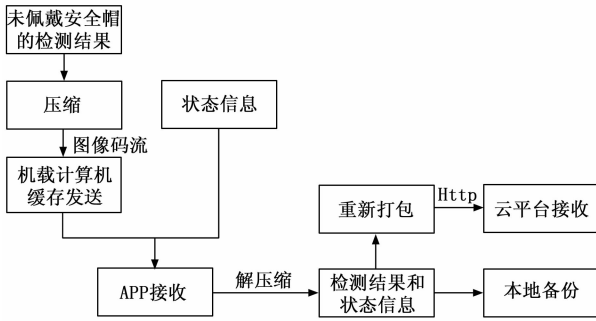 未佩戴安全帽
的检测结果
压缩
状态信息
图像码流
机载计算机
缓存发送
重新打包
Http
云平台接收
APP接收
解压缩
检测结果和
状态信息
本地备份